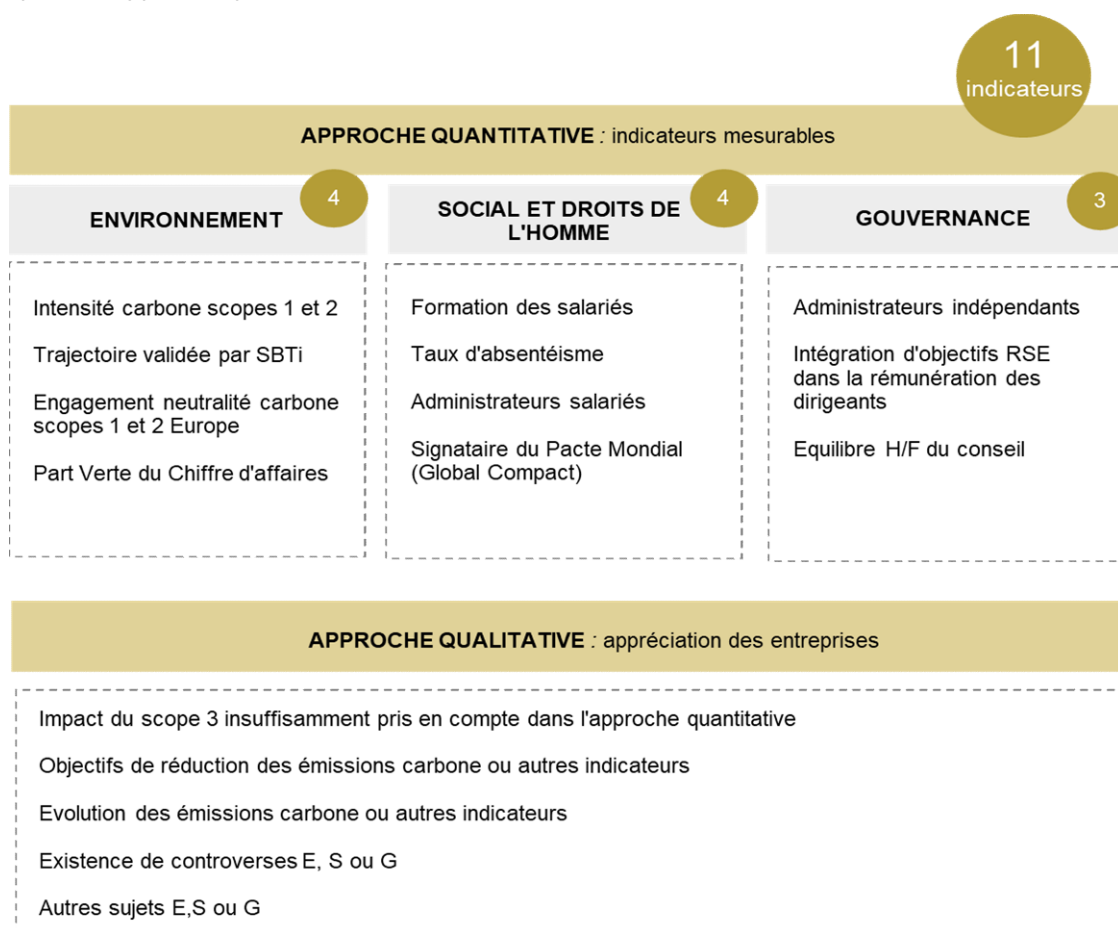 11
indicateurs
APPROCHE QUANTITATIVE : indicateurs mesurables
4
ENVIRONNEMENT
4
SOCIAL ET DROITS DE
L'HOMME
3
GOUVERNANCE
Intensité carbone scopes 1 et 2
Trajectoire validée par SBTi
Engagement neutralité carbone
scopes 1 et 2 Europe
Part Verte du Chiffre d'affaires
Formation des salariés
Taux d'absentéisme
Administrateurs salariés
Signataire du Pacte Mondial
(Global Compact)
Administrateurs indépendants
Intégration d'objectifs RSE
dans la rémunération des
dirigeants
Equilibre H/F du conseil
APPROCHE QUALITATIVE : appréciation des entreprises
Impact du scope 3 insuffisamment pris en compte dans l'approche quantitative
Objectifs de réduction des émissions carbone ou autres indicateurs
Evolution des émissions carbone ou autres indicateurs
Existence de controverses E, S ou G
Autres sujets E,S ou G